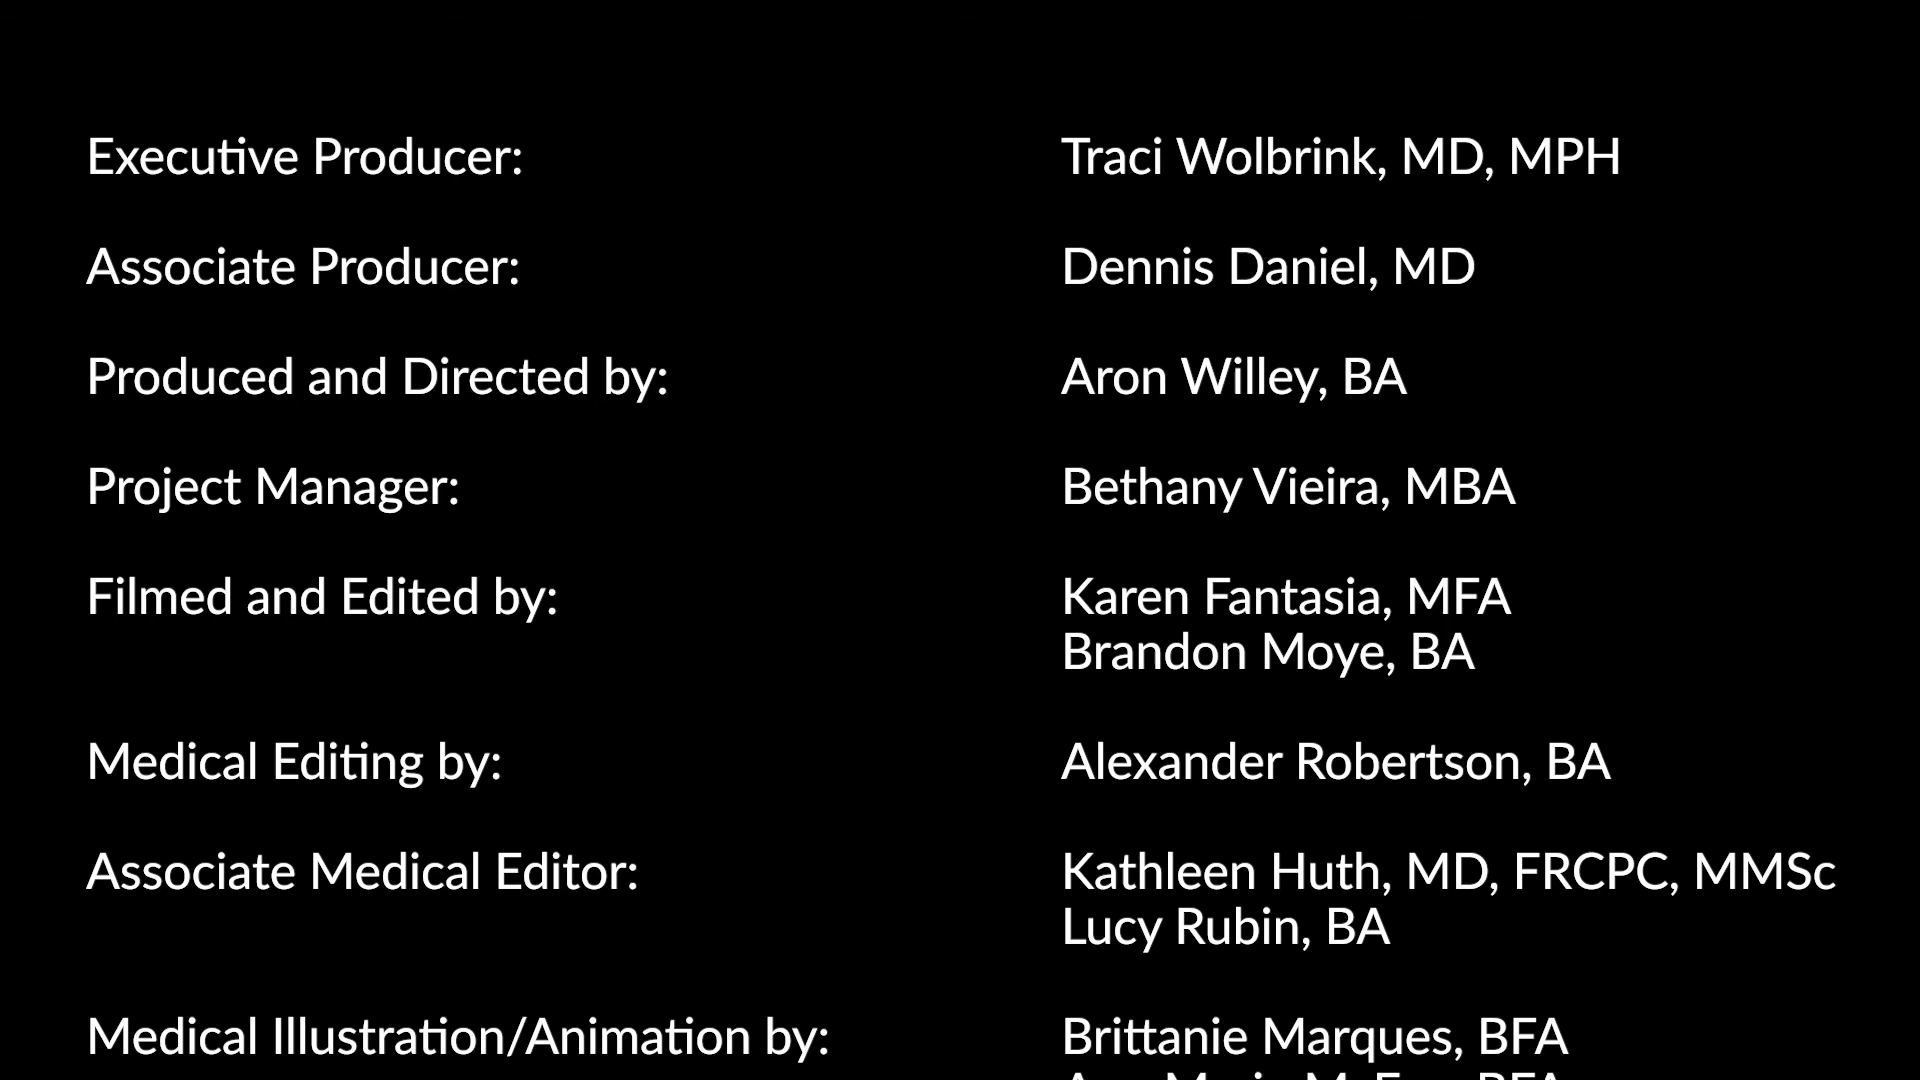 Executive Producer: Traci Wolbrink, MD, MPH
Associate Producer: Dennis Daniel, MD
Produced and Directed by: Aron Willey, BA
Project Manager: Bethany Vieira, MBA
Filmed and Edited by: Karen Fantasia, MFA
Brandon Moye, BA
Medical Editing by: Alexander Robertson, BA
Associate Medical Editor: Kathleen Huth, MD, FRCPC, MMSc
Lucy Rubin, BA
Medical Illustration/Animation by: Brittanie Marques, BFA